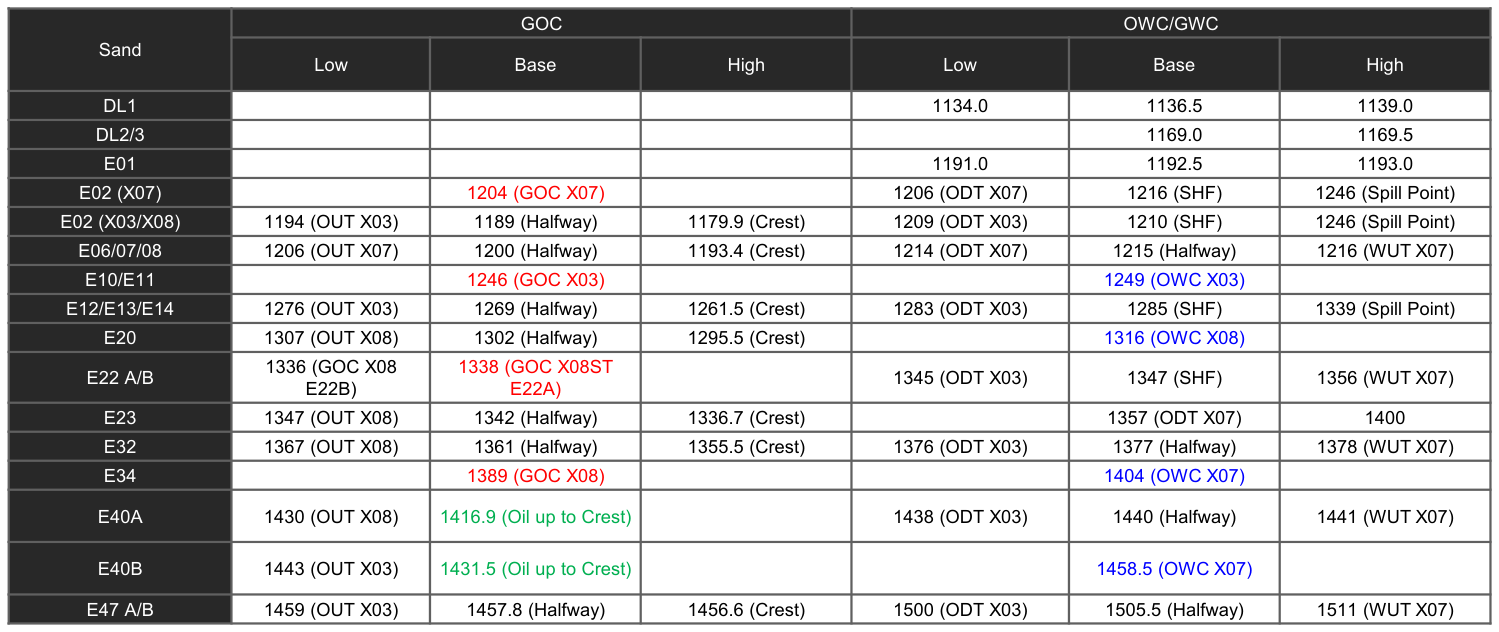 Sand GOC OWC/GWC
Low Base High Low Base High
DL1 1134.0 1136.5 1139.0
DL2/3 1169.0 1169.5
E01 1191.0 1192.5 1193.0
E02 (X07) 1204 (GOC X07) 1206 (ODT X07) 1216 (SHF) 1246 (Spill Point)
E02 (X03/X08) 1194 (OUT X03) 1189 (Halfway) 1179.9 (Crest) 1209 (ODT X03) 1210 (SHF) 1246 (Spill Point)
E06/07/08 1206 (OUT X07) 1200 (Halfway) 1193.4 (Crest) 1214 (ODT X07) 1215 (Halfway) 1216 (WUT X07)
E10/E11 1246 (GOC X03) 1249 (OWC X03)
E12/E13/E14 1276 (OUT X03) 1269 (Halfway) 1261.5 (Crest) 1283 (ODT X03) 1285 (SHF) 1339 (Spill Point)
E20 1307 (OUT X08) 1302 (Halfway) 1295.5 (Crest) 1316 (OWC X08)
E22 A/B 1336 (GOC X08 E22B) 1338 (GOC X08ST E22A) 1345 (ODT X03) 1347 (SHF) 1356 (WUT X07)
E23 1347 (OUT X08) 1342 (Halfway) 1336.7 (Crest) 1357 (ODT X07) 1400
E32 1367 (OUT X08) 1361 (Halfway) 1355.5 (Crest) 1376 (ODT X03) 1377 (Halfway) 1378 (WUT X07)
E34 1389 (GOC X08) 1404 (OWC X07)
E40A 1430 (OUT X08) 1416.9 (Oil up to Crest) 1438 (ODT X03) 1440 (Halfway) 1441 (WUT X07)
E40B 1443 (OUT X03) 1431.5 (Oil up to Crest) 1458.5 (OWC X07)
E47 A/B 1459 (OUT X03) 1457.8 (Halfway) 1456.6 (Crest) 1500 (ODT X03) 1505.5 (Halfway) 1511 (WUT X07)